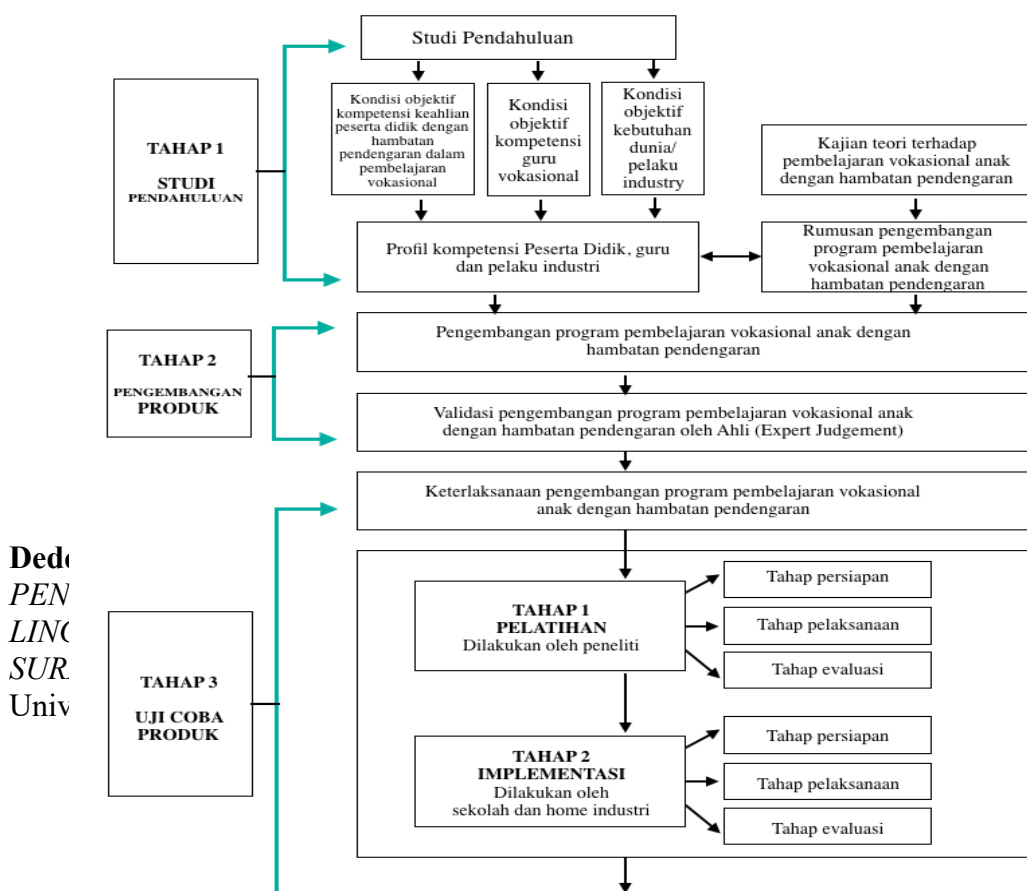 Studi Pendahuluan
TAHAP 1
STUDI
PENDAHULUAN
Kondisi objektif
kompetensi keahlian
peserta didik dengan
hambatan
pendengaran dalam
pembelajaran
vokasional
Kondisi
objektif
kompetensi
guru
vokasional
Kondisi
objektif
kebutuhan
dunia/
pelaku
industry
Kajian teori terhadap
pembelajaran vokasional anak
dengan hambatan pendengaran
Profil kompetensi Peserta Didik, guru
dan pelaku industri
Rumusan pengembangan
program pembelajaran
vokasional anak dengan
hambatan pendengaran
TAHAP 2
PENGEMBANGAN
PRODUK
Pengembangan program pembelajaran vokasional anak dengan
hambatan pendengaran
Validasi pengembangan program pembelajaran vokasional anak
dengan hambatan pendengaran oleh Ahli (Expert Judgement)
Keterlaksanaan pengembangan program pembelajaran vokasional
anak dengan hambatan pendengaran
TAHAP 3
UJI COBA
PRODUK
TAHAP 1
PELATIHAN
Dilakukan oleh peneliti
Tahap persiapan
Tahap pelaksanaan
Tahap evaluasi
TAHAP 2
IMPLEMENTASI
Dilakukan oleh
sekolah dan home industri
Tahap persiapan
Tahap pelaksanaan
Tahap evaluasi